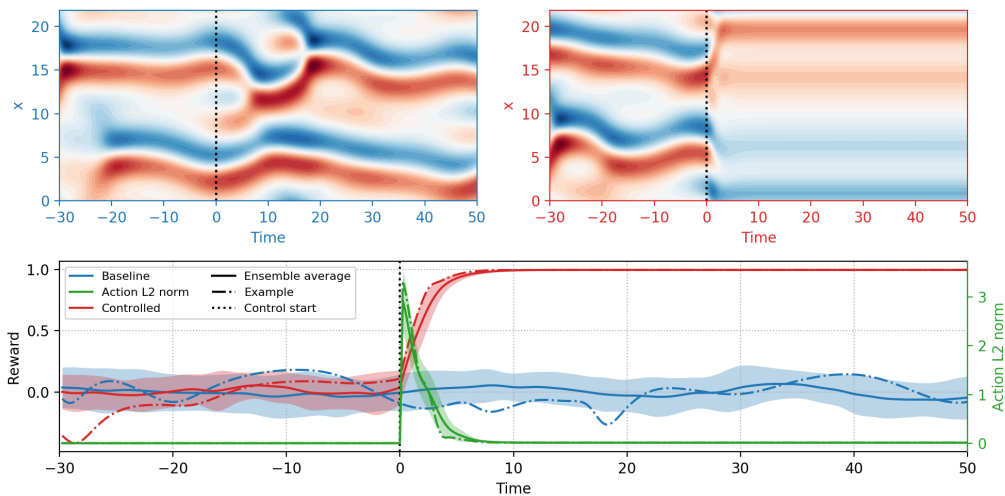 20
15
10
5
0
x
−30 −20 −10 0 10 20 30 40 50
Time
20
15
10
5
0
x
−30 −20 −10 0 10 20 30 40 50
Time
1.0
0.5
0.0
Reward
Baseline
Action L2 norm
Controlled
Ensemble average
Example
Control start
3
2
1
0
Action L2 norm
−30 −20 −10 0 10 20 30 40 50
Time